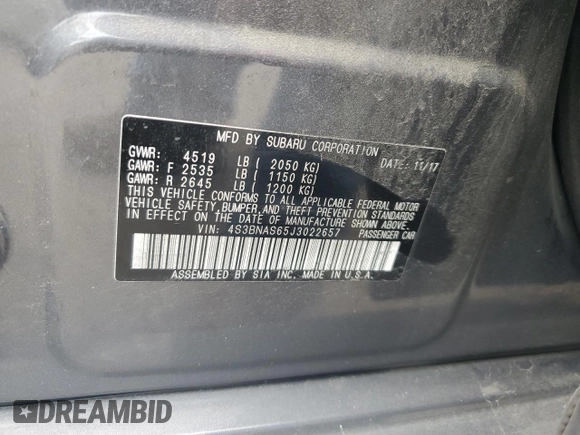 MFD BY SUBARU CORPORATION
GVWR: 4519 LB ( 2050 KG) DATE: 11/17
GAWR: F 2535 LB ( 1150 KG)
GAWR: R 2645 LB ( 1200 KG)
THIS VEHICLE CONFORMS TO ALL APPLICABLE FEDERAL MOTOR
VEHICLE SAFETY, BUMPER, AND THEFT PREVENTION STANDARDS
IN EFFECT ON THE DATE OF MANUFACTURE SHOWN ABOVE.
VIN: 4S3BNAS65J3022657 PASSENGER CAR
ASSEMBLED BY SIA INC. MADE IN U.S.A.
DREAMBID